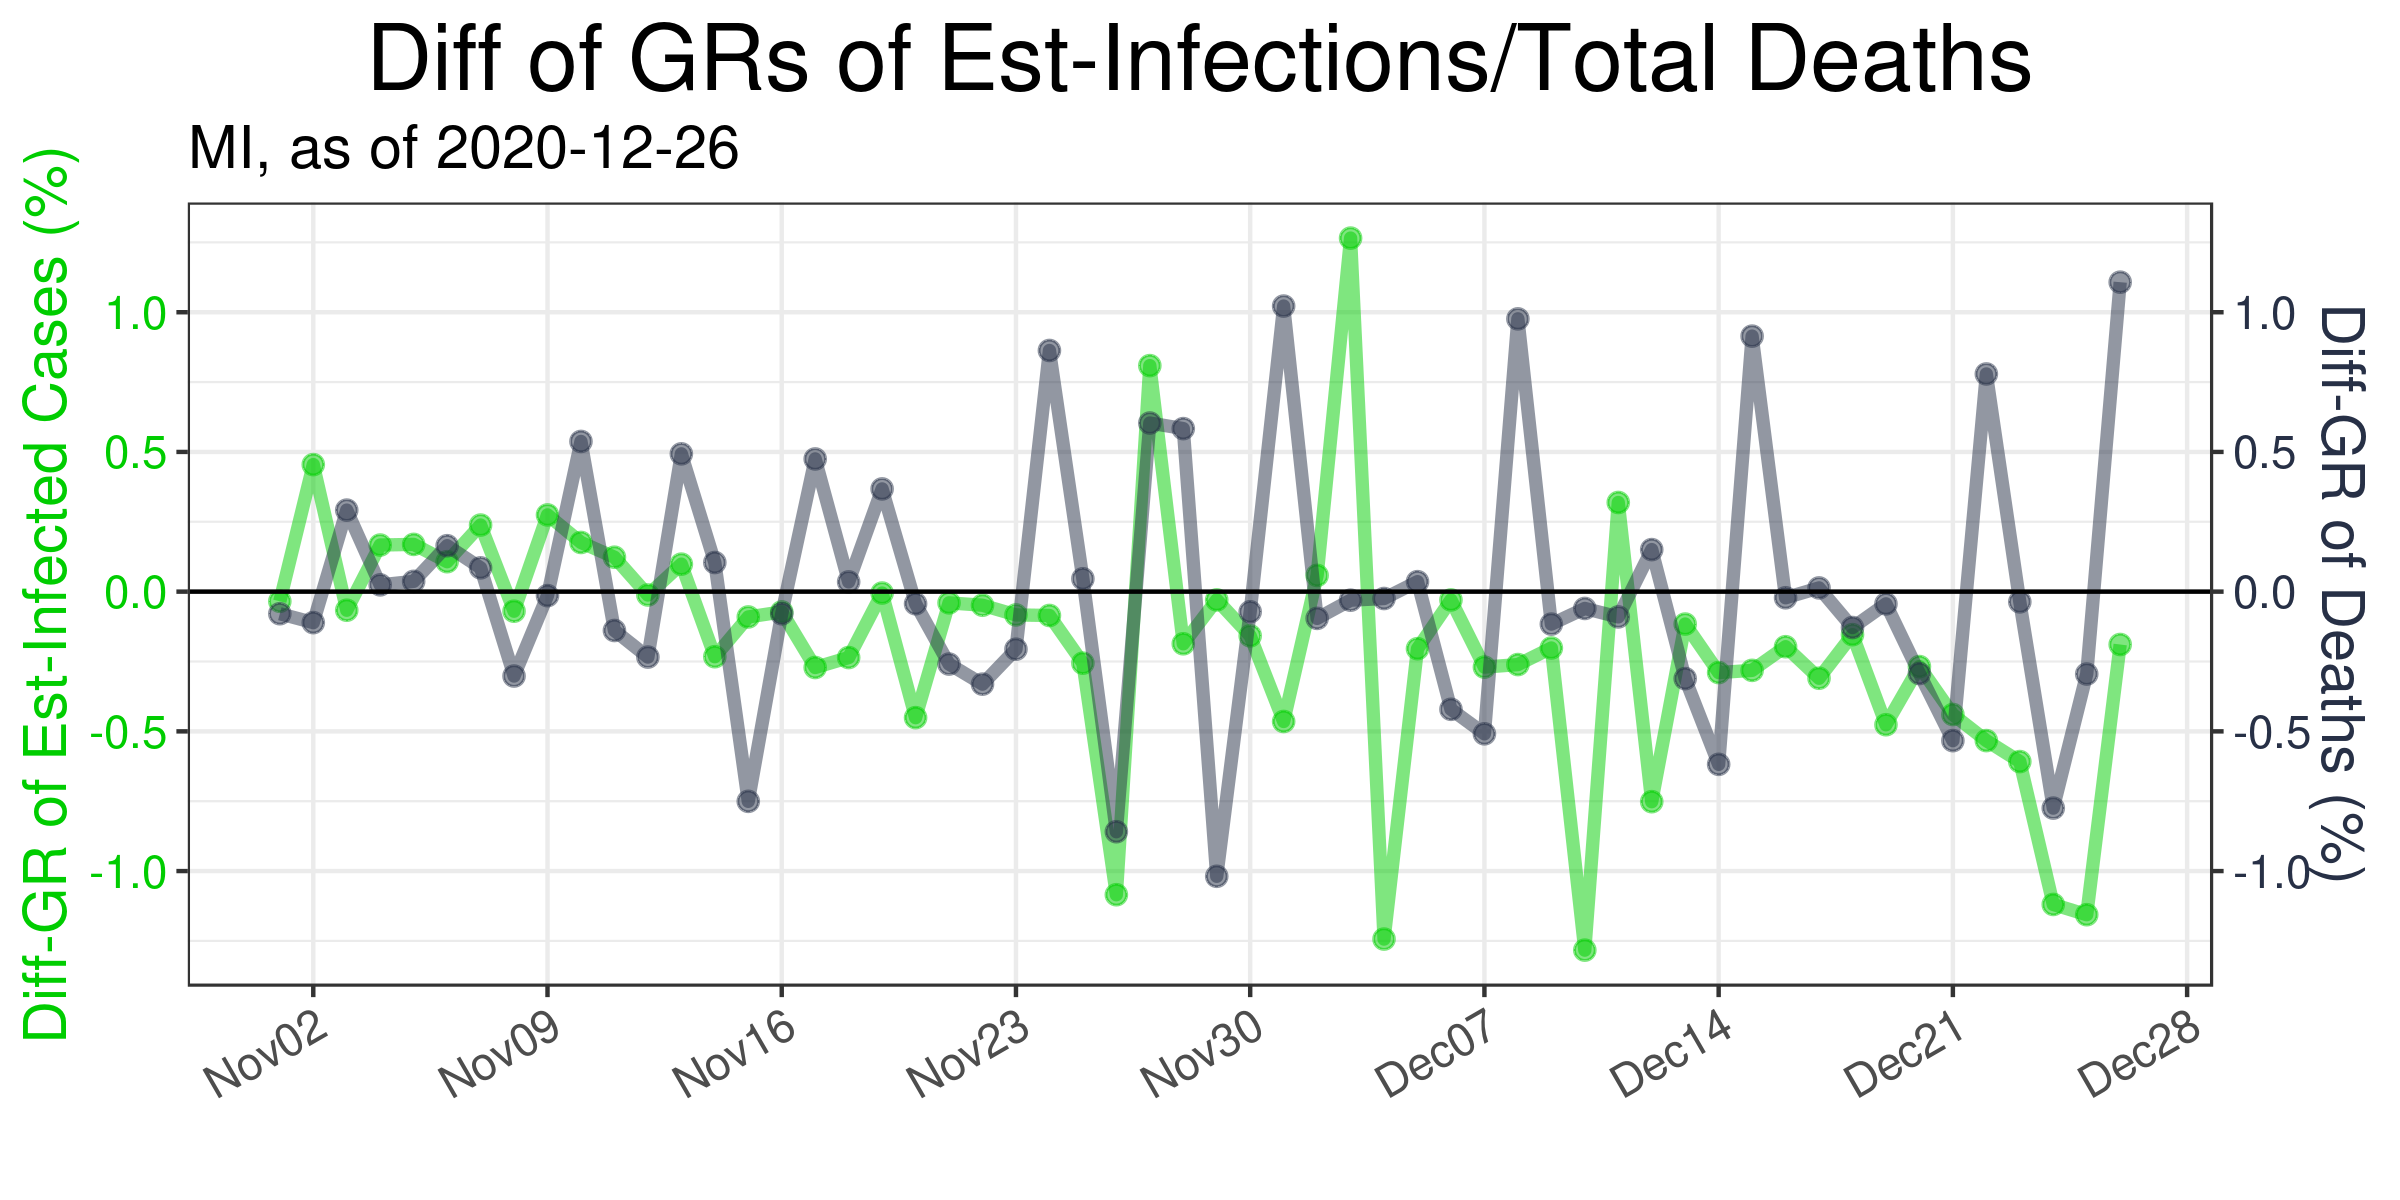 Diff of GRs of Est-Infections/Total Deaths
MI, as of 2020-12-26
Diff-GR of Est-Infected Cases (%)
1.0
0.5
0.0
-0.5
-1.0
1.0
0.5
0.0
-0.5
-1.0
Diff-GR of Deaths (%)
Nov02
Nov09
Nov16
Nov23
Nov30
Dec07
Dec14
Dec21
Dec28